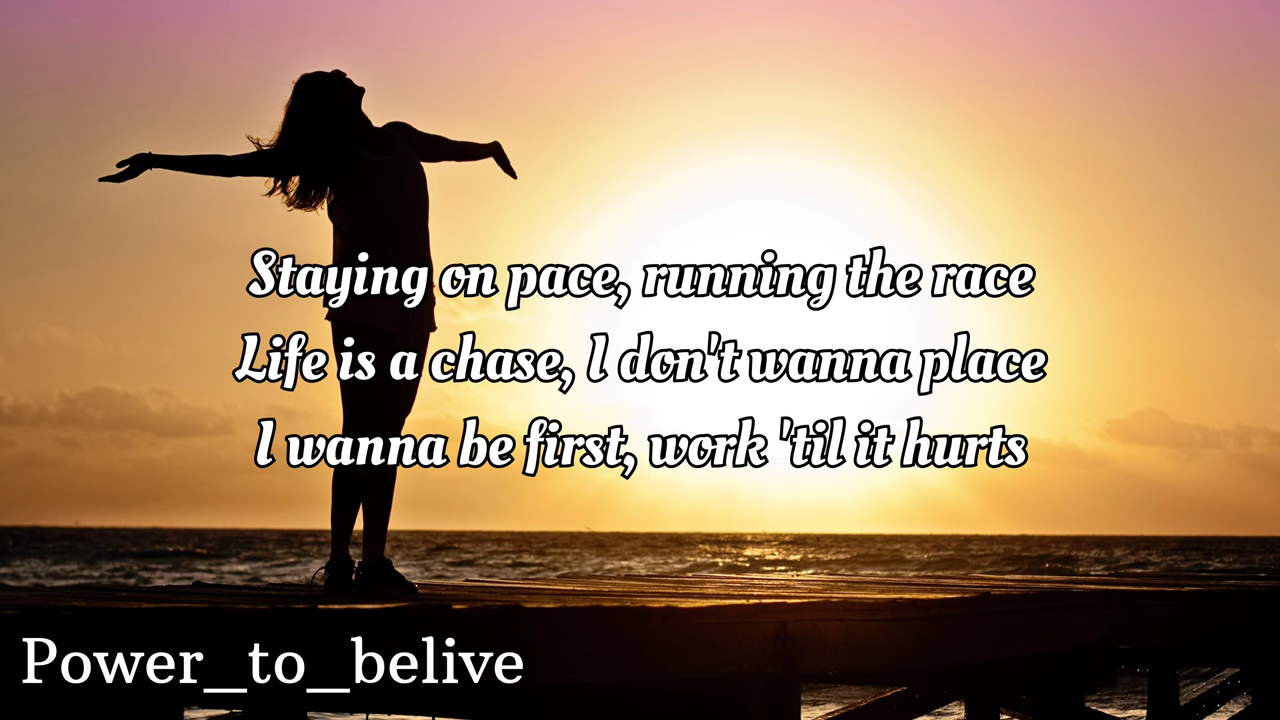 Staying on pace, running the race
Life is a chase, I don't wanna place
I wanna be first, work 'til it hurts
Power_to_belive